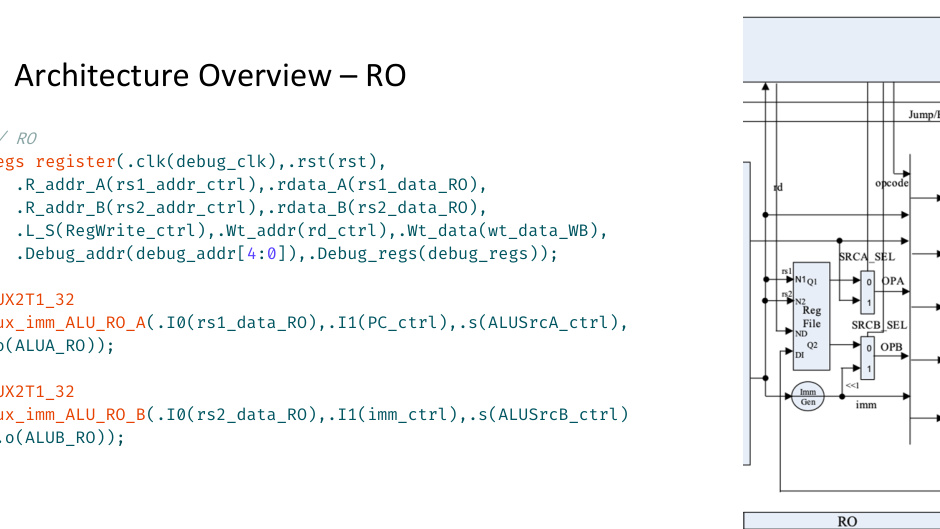 Architecture Overview – RO
/ RO
egs register(.clk(debug_clk),.rst(rst),
.R_addr_A(rs1_addr_ctrl),.rdata_A(rs1_data_RO),
.R_addr_B(rs2_addr_ctrl),.rdata_B(rs2_data_RO),
.L_S(RegWrite_ctrl),.Wt_addr(rd_ctrl),.Wt_data(wt_data_WB),
.Debug_addr(debug_addr[4:0]),.Debug_regs(debug_regs));
UX2T1_32
ux_imm_ALU_RO_A(.I0(rs1_data_RO),.I1(PC_ctrl),.s(ALUSrcA_ctrl),
o(ALUA_RO));
UX2T1_32
ux_imm_ALU_RO_B(.I0(rs2_data_RO),.I1(imm_ctrl),.s(ALUSrcB_ctrl)
.o(ALUB_RO));
Jump/
rd
opcode
SRCA_SEL
rs1
N1 Q1
0
OPA
rs2
N2
1
Reg
File
SRCB_SEL
ND
Q2
0
OPB
DI
1
<<1
Imm
Gen
imm
RO